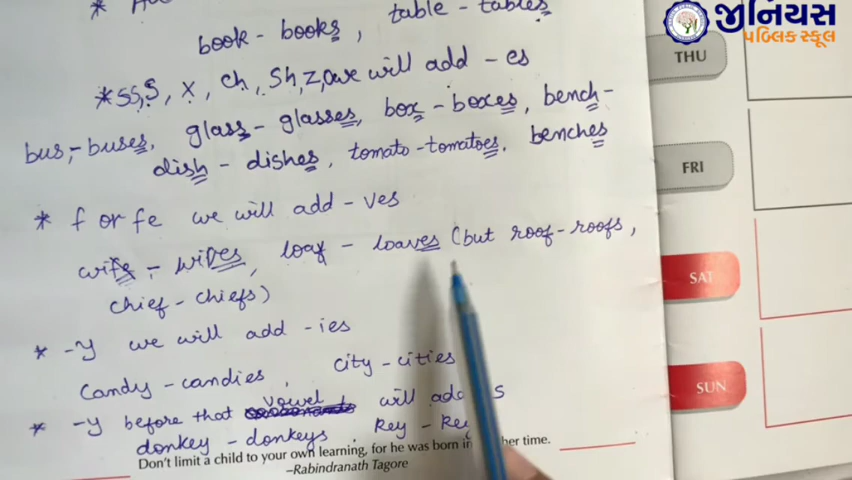 જીનિયસ
પબ્લિક સ્કૂલ
book - books, table - tables
* ss, s, x, ch, sh, z, o we will add - es
bus, - buses, glass - glasses, box - boxes, bench -
dish - dishes, tomato - tomatoes, benches
* f or fe we will add - ves
wife - wives, loaf - loaves (but roof - roofs,
chief - chiefs)
* -y we will add - ies
Candy - candies, city - cities
* -y before that vowel will add s
donkey - donkeys, Key - Key
Don't limit a child to your own learning, for he was born in her time.
–Rabindranath Tagore
THU
FRI
SAT
SUN